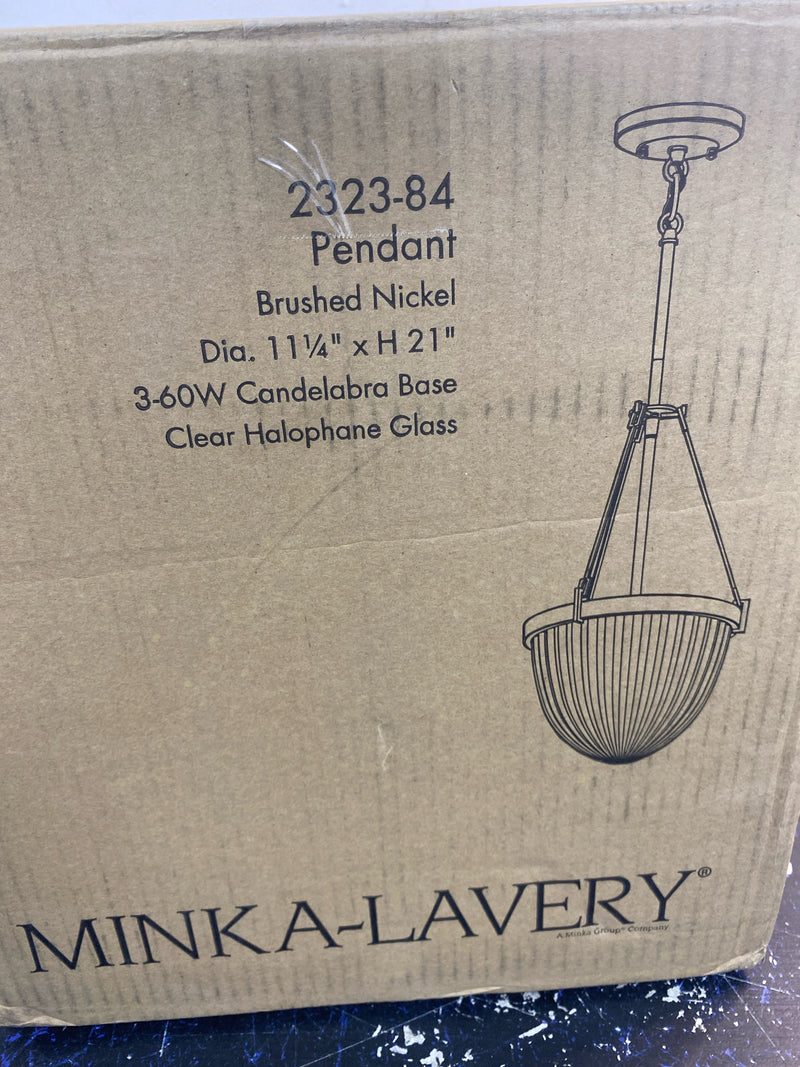 2323-84
Pendant
Brushed Nickel
Dia. 11¼" x H 21"
3-60W Candelabra Base
Clear Halophane Glass
MINKA-LAVERY®
A Minka Group® Company